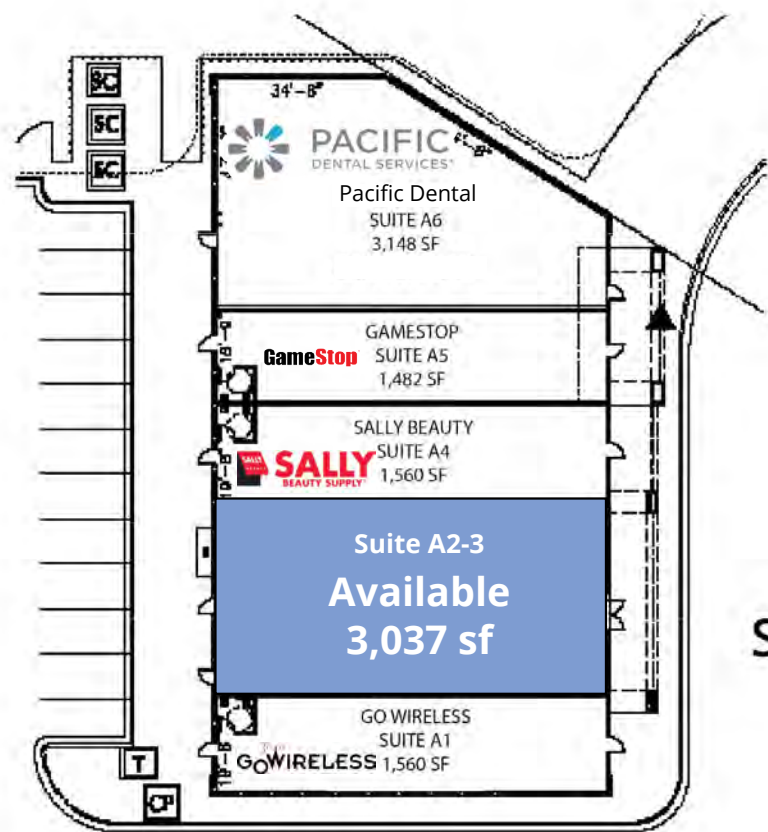 SC
SC
SC
34'-8"
PACIFIC
DENTAL SERVICES
Pacific Dental
SUITE A6
3,148 SF
GAMESTOP
GameStop
SUITE A5
1,482 SF
SALLY BEAUTY
SUITE A4
SALLY
BEAUTY SUPPLY
1,560 SF
Suite A2-3
Available
3,037 sf
S
GO WIRELESS
SUITE A1
GOWIRELESS 1,560 SF
T
CP